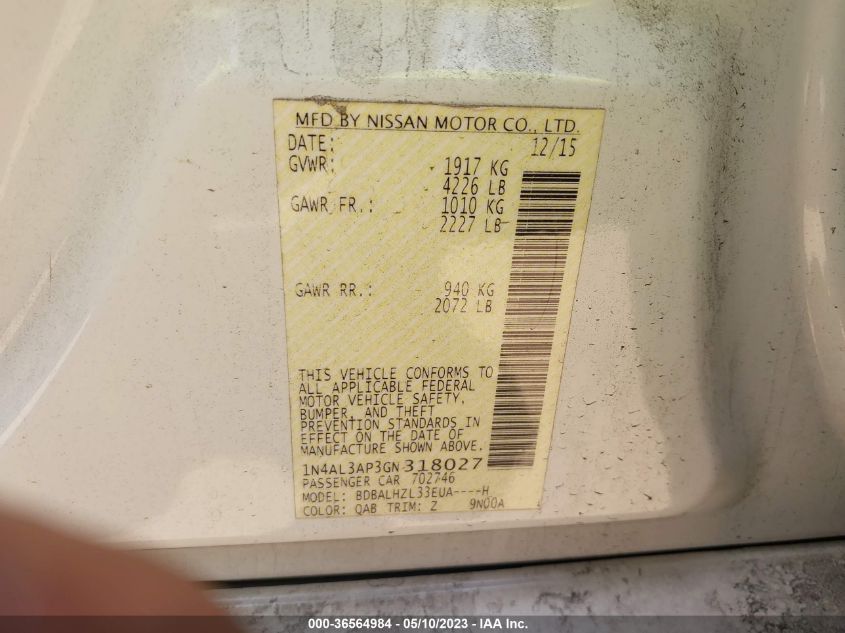 MFD BY NISSAN MOTOR CO., LTD.
DATE: 12/15
GVWR: 1917 KG
4226 LB
GAWR FR.: 1010 KG
2227 LB
GAWR RR.: 940 KG
2072 LB
THIS VEHICLE CONFORMS TO
ALL APPLICABLE FEDERAL
MOTOR VEHICLE SAFETY,
BUMPER, AND THEFT
PREVENTION STANDARDS IN
EFFECT ON THE DATE OF
MANUFACTURE SHOWN ABOVE.
1N4AL3AP3GN318027
PASSENGER CAR 702746
MODEL: BDBALHZL33EUA----H
COLOR: QAB TRIM: Z 9N00A
000-36564984 - 05/10/2023 - IAA Inc.